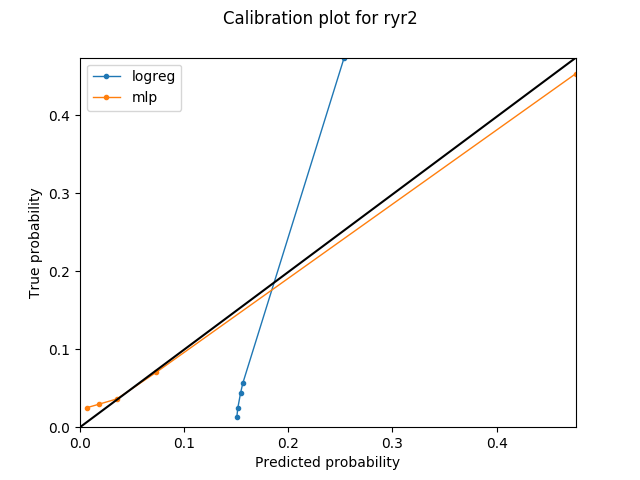 Calibration plot for ryr2
logreg
mlp
True probability
0.4
0.3
0.2
0.1
0.0
0.0 0.1 0.2 0.3 0.4
Predicted probability